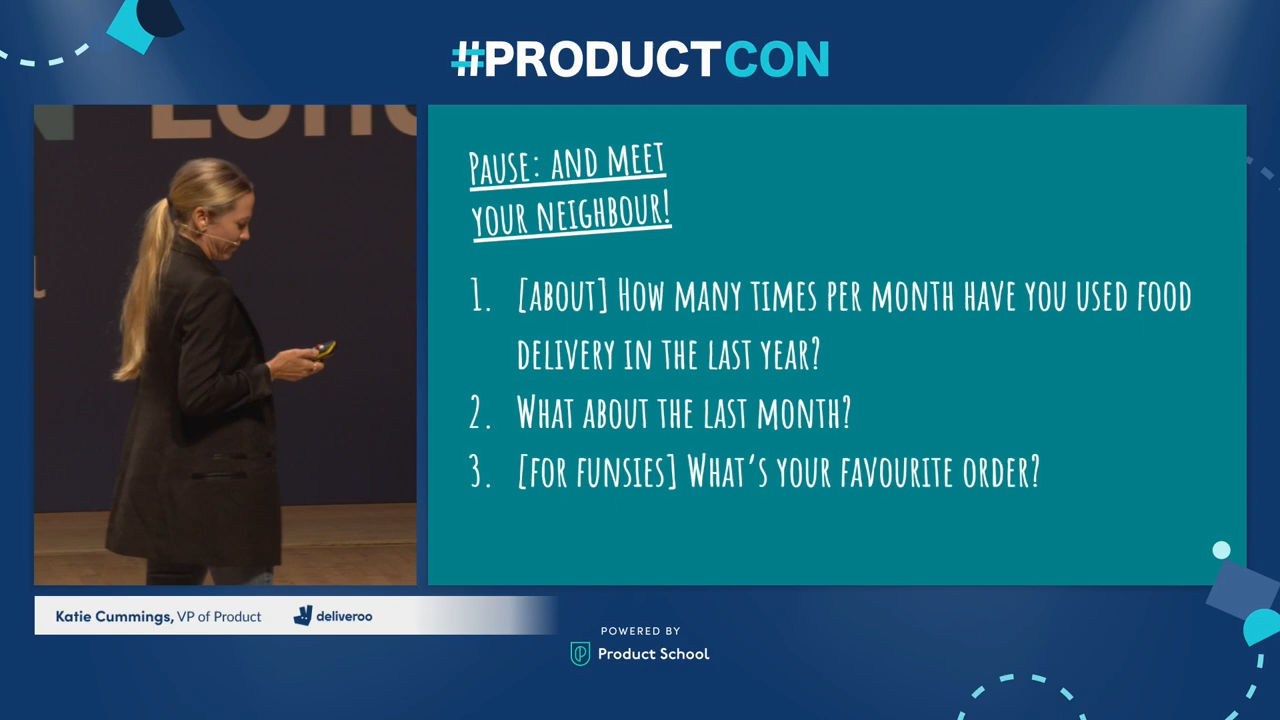 #PRODUCTCON
PAUSE: AND MEET
YOUR NEIGHBOUR!
1. [ABOUT] HOW MANY TIMES PER MONTH HAVE YOU USED FOOD
DELIVERY IN THE LAST YEAR?
2. WHAT ABOUT THE LAST MONTH?
3. [FOR FUNSIES] WHAT'S YOUR FAVOURITE ORDER?
Katie Cummings, VP of Product deliveroo
POWERED BY
Product School